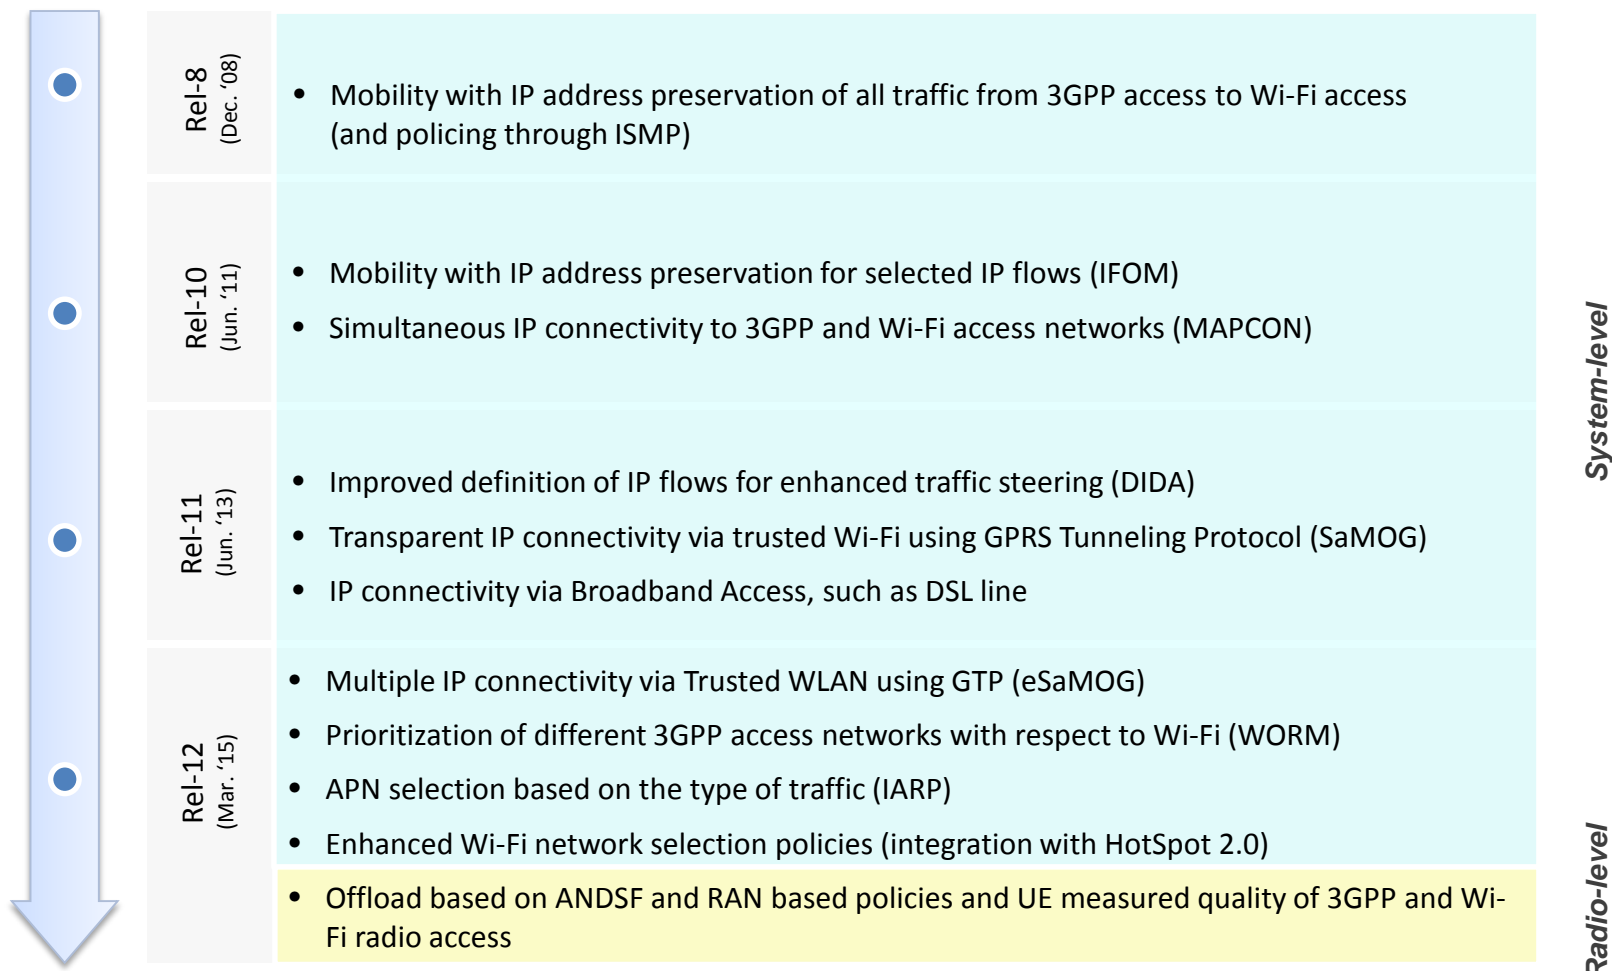 Rel-8
(Dec. ‘08)
• Mobility with IP address preservation of all traffic from 3GPP access to Wi-Fi access
(and policing through ISMP)
Rel-10
(Jun. ‘11)
• Mobility with IP address preservation for selected IP flows (IFOM)
• Simultaneous IP connectivity to 3GPP and Wi-Fi access networks (MAPCON)
Rel-11
(Jun. ‘13)
• Improved definition of IP flows for enhanced traffic steering (DIDA)
• Transparent IP connectivity via trusted Wi-Fi using GPRS Tunneling Protocol (SaMOG)
• IP connectivity via Broadband Access, such as DSL line
System-level
Rel-12
(Mar. ‘15)
• Multiple IP connectivity via Trusted WLAN using GTP (eSaMOG)
• Prioritization of different 3GPP access networks with respect to Wi-Fi (WORM)
• APN selection based on the type of traffic (IARP)
• Enhanced Wi-Fi network selection policies (integration with HotSpot 2.0)
• Offload based on ANDSF and RAN based policies and UE measured quality of 3GPP and Wi-
Fi radio access
Radio-level